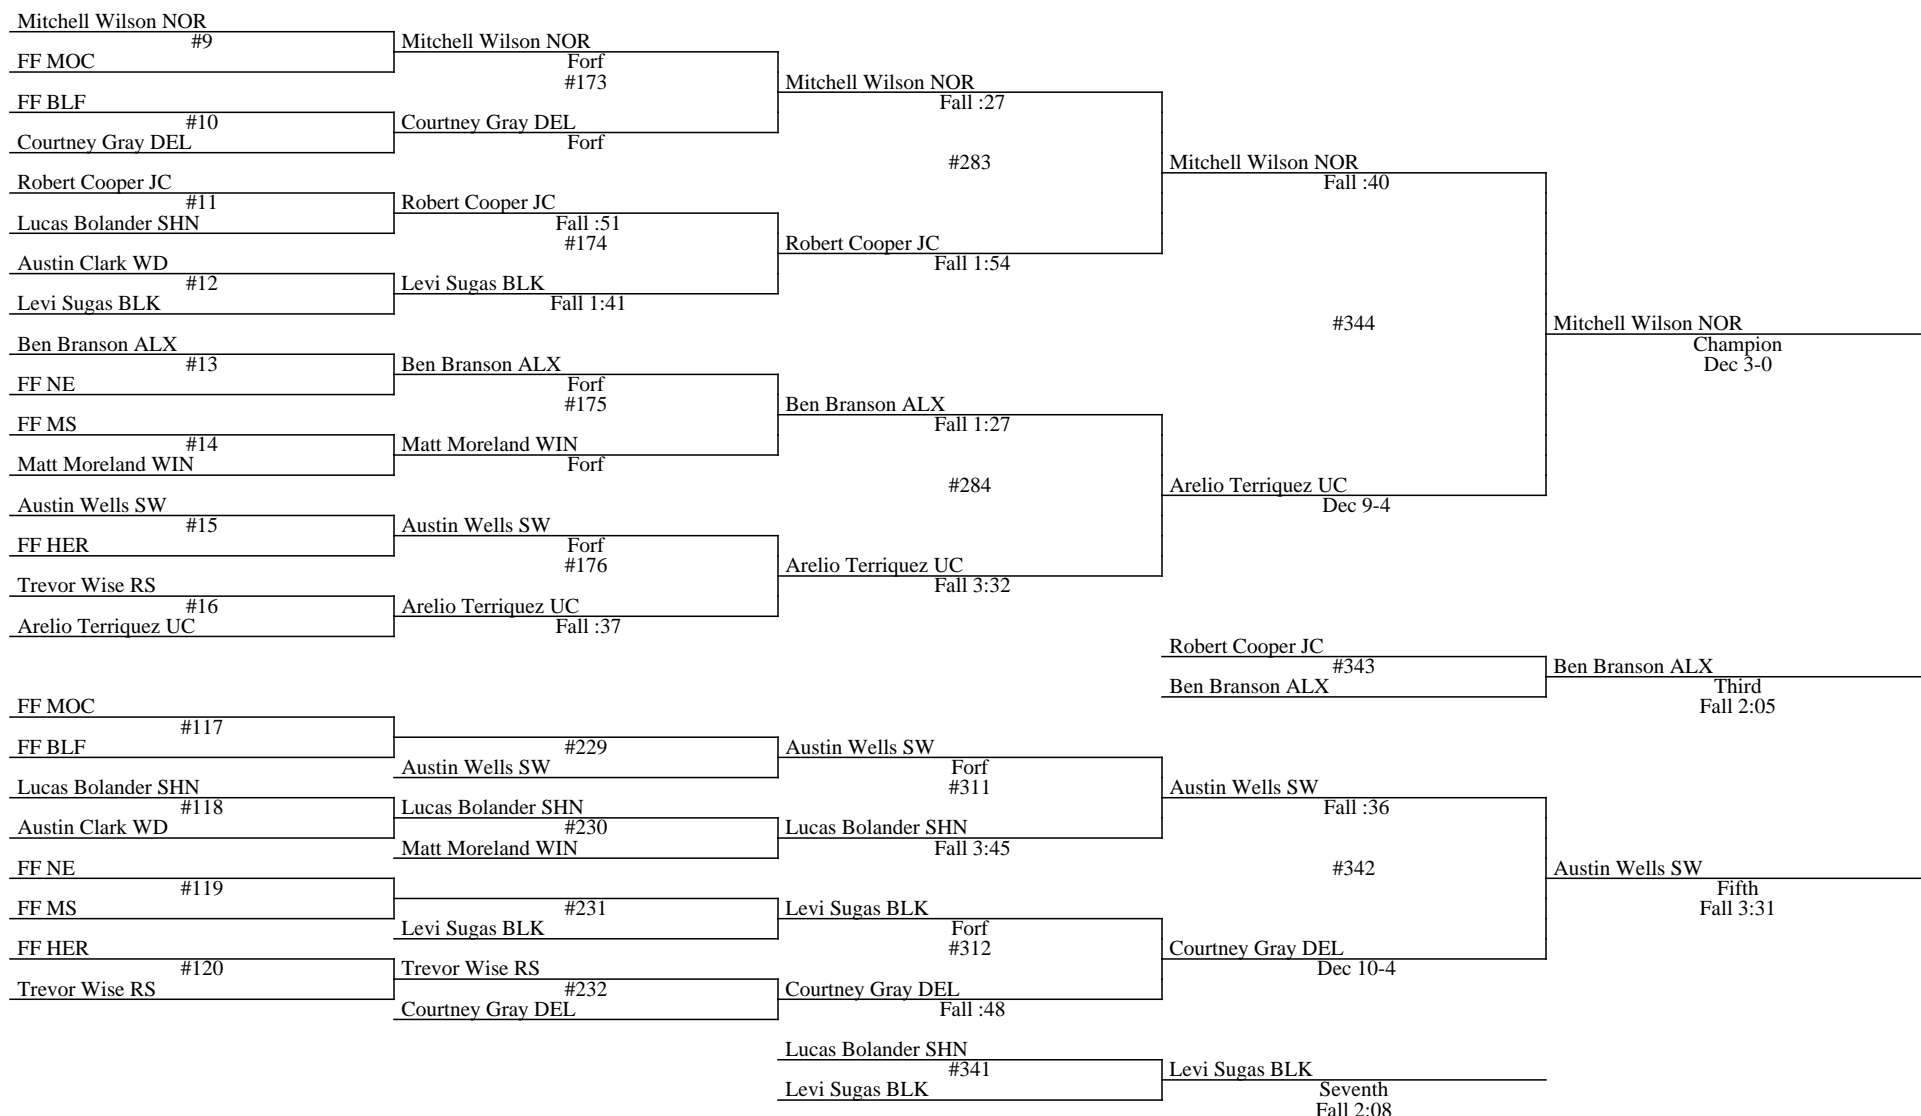 Mitchell Wilson NOR
#9
FF MOC
Mitchell Wilson NOR
Forf
#173
FF BLF
#10
Courtney Gray DEL
Courtney Gray DEL
Forf
Mitchell Wilson NOR
Fall :27
#283
Robert Cooper JC
#11
Lucas Bolander SHN
Robert Cooper JC
Fall :51
#174
Austin Clark WD
#12
Levi Sugas BLK
Levi Sugas BLK
Fall 1:41
Robert Cooper JC
Fall 1:54
Mitchell Wilson NOR
Fall :40
#344
Ben Branson ALX
#13
FF NE
Ben Branson ALX
Forf
#175
FF MS
#14
Matt Moreland WIN
Matt Moreland WIN
Forf
Ben Branson ALX
Fall 1:27
#284
Austin Wells SW
#15
FF HER
Austin Wells SW
Forf
#176
Trevor Wise RS
#16
Arelio Terriquez UC
Arelio Terriquez UC
Fall :37
Arelio Terriquez UC
Fall 3:32
Arelio Terriquez UC
Dec 9-4
Mitchell Wilson NOR
Champion
Dec 3-0
Robert Cooper JC
#343
Ben Branson ALX
Ben Branson ALX
Third
Fall 2:05
FF MOC
#117
FF BLF
#229
Austin Wells SW
Austin Wells SW
Forf
#311
Lucas Bolander SHN
#118
Austin Clark WD
Lucas Bolander SHN
#230
Matt Moreland WIN
Lucas Bolander SHN
Fall 3:45
Austin Wells SW
Fall :36
#342
FF NE
#119
FF MS
#231
Levi Sugas BLK
Levi Sugas BLK
Forf
#312
FF HER
#120
Trevor Wise RS
Trevor Wise RS
#232
Courtney Gray DEL
Courtney Gray DEL
Fall :48
Courtney Gray DEL
Dec 10-4
Austin Wells SW
Fifth
Fall 3:31
Lucas Bolander SHN
#341
Levi Sugas BLK
Levi Sugas BLK
Seventh
Fall 2:08